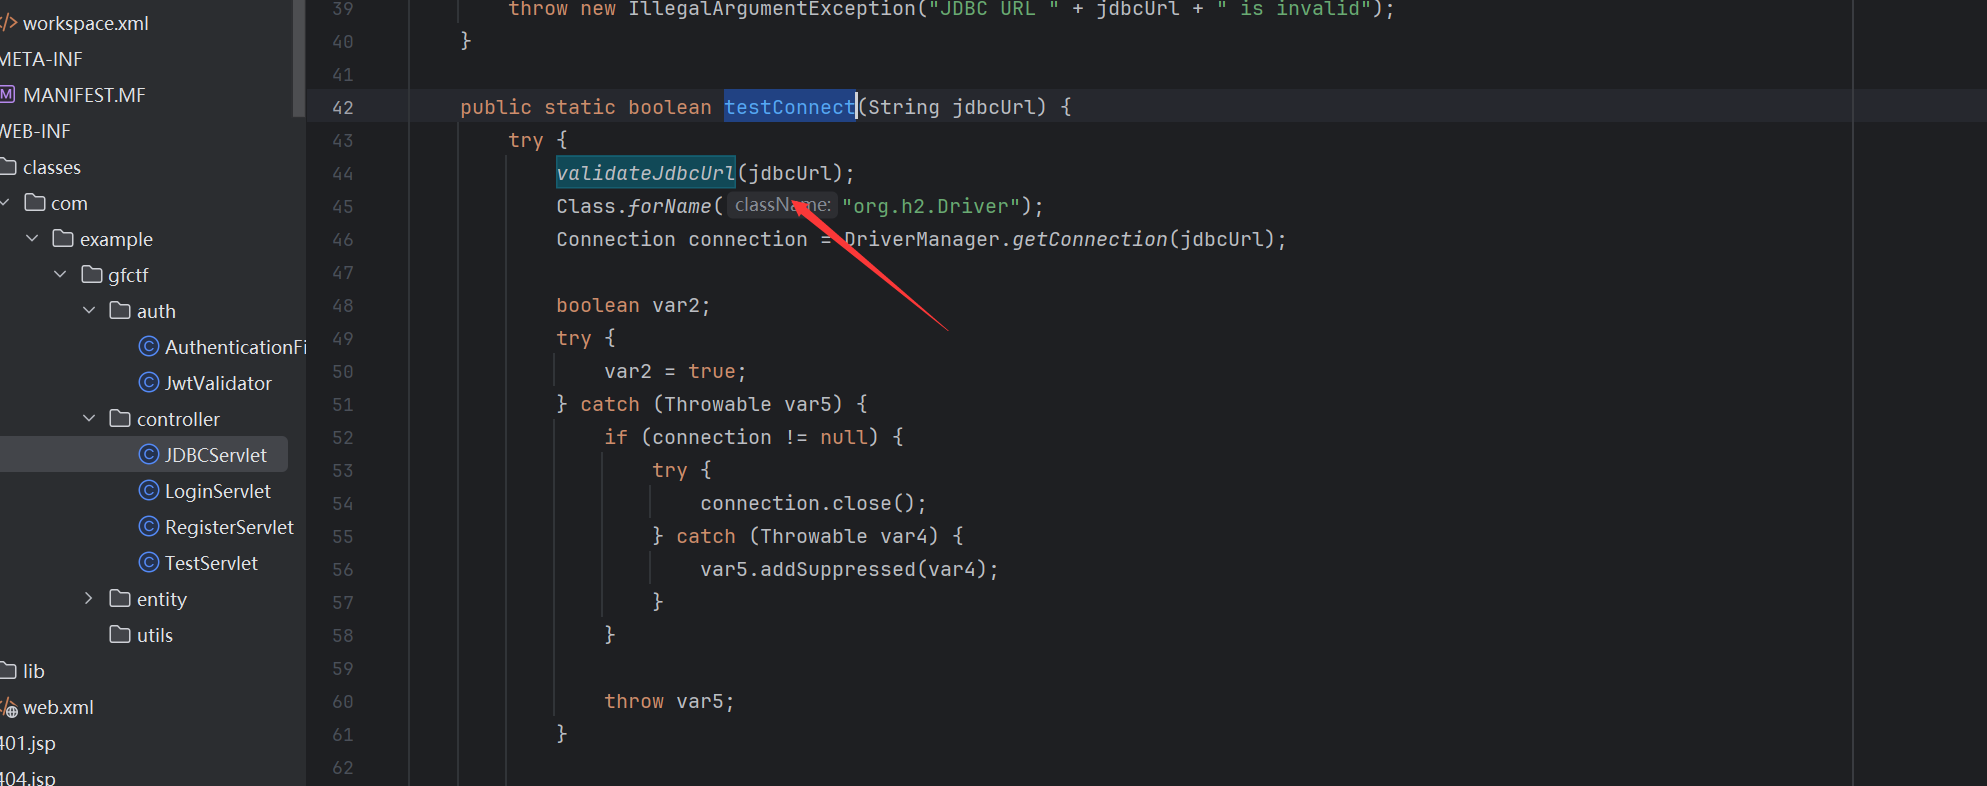 workspace.xml
META-INF
MANIFEST.MF
WEB-INF
classes
com
example
gfctf
auth
AuthenticationFi
JwtValidator
controller
JDBCServlet
LoginServlet
RegisterServlet
TestServlet
entity
utils
lib
web.xml
401.jsp
404.jsp
39 throw new IllegalArgumentException("JDBC URL " + jdbcUrl + " is invalid");
40 }
41
42 public static boolean testConnect(String jdbcUrl) {
43 try {
44 validateJdbcUrl(jdbcUrl);
45 Class.forName( className: "org.h2.Driver");
46 Connection connection = DriverManager.getConnection(jdbcUrl);
47
48 boolean var2;
49 try {
50 var2 = true;
51 } catch (Throwable var5) {
52 if (connection != null) {
53 try {
54 connection.close();
55 } catch (Throwable var4) {
56 var5.addSuppressed(var4);
57 }
58 }
59
60 throw var5;
61 }
62